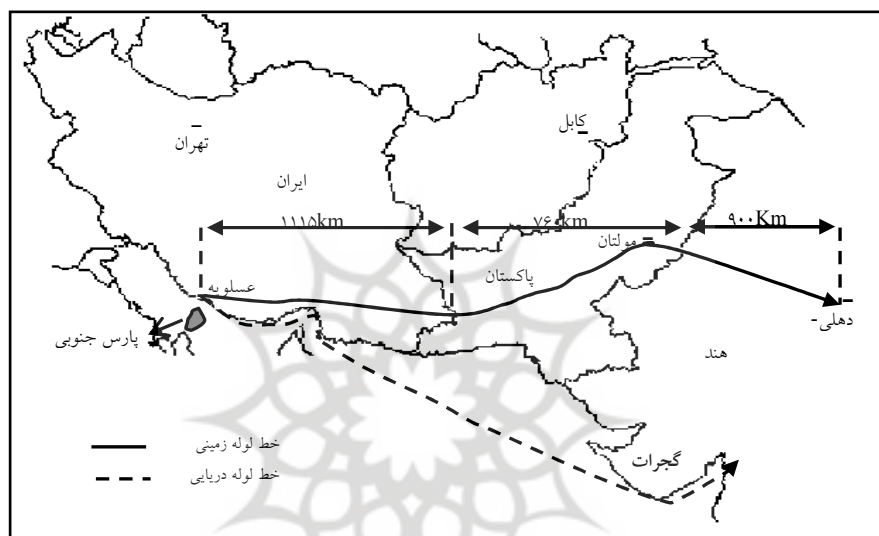 کابل
تهران
ایران
۱۱۱۵km
۷۶۰km
۹۰۰Km
مولتان
پاکستان
عسلویه
دهلی
پارس جنوبی
هند
گجرات
خط لوله زمینی
خط لوله دریایی